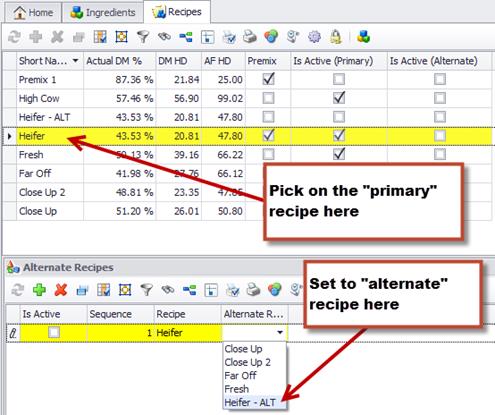 Home Ingredients Recipes
Short Na... Actual DM % DM HD AF HD Premix Is Active (Primary) Is Active (Alternate)
Premix 1 87.36 % 21.84 25.00
High Cow 57.46 % 56.90 99.02
Heifer - ALT 43.53 % 20.81 47.80
Heifer 43.53 % 20.81 47.80
Fresh 59.13 % 39.16 66.22
Far Off 41.98 % 27.76 66.12
Close Up 2 48.81 % 23.35
Close Up 51.20 % 26.01 50.80
Pick on the "primary"
recipe here
Alternate Recipes
Set to "alternate"
recipe here
Is Active Sequence Recipe Alternate R...
1 Heifer
Close Up
Close Up 2
Far Off
Fresh
Heifer - ALT